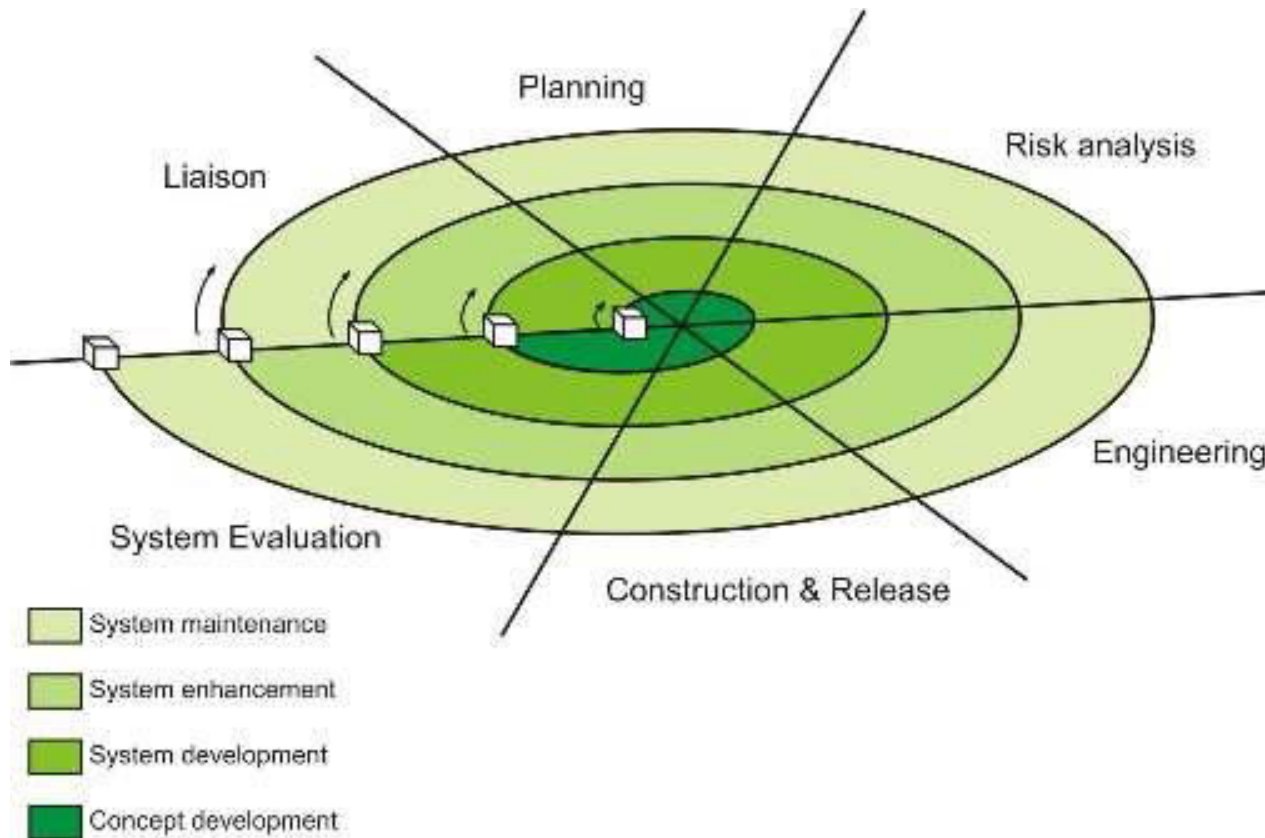 Planning
Risk analysis
Liaison
Engineering
System Evaluation
Construction & Release
System maintenance
System enhancement
System development
Concept development